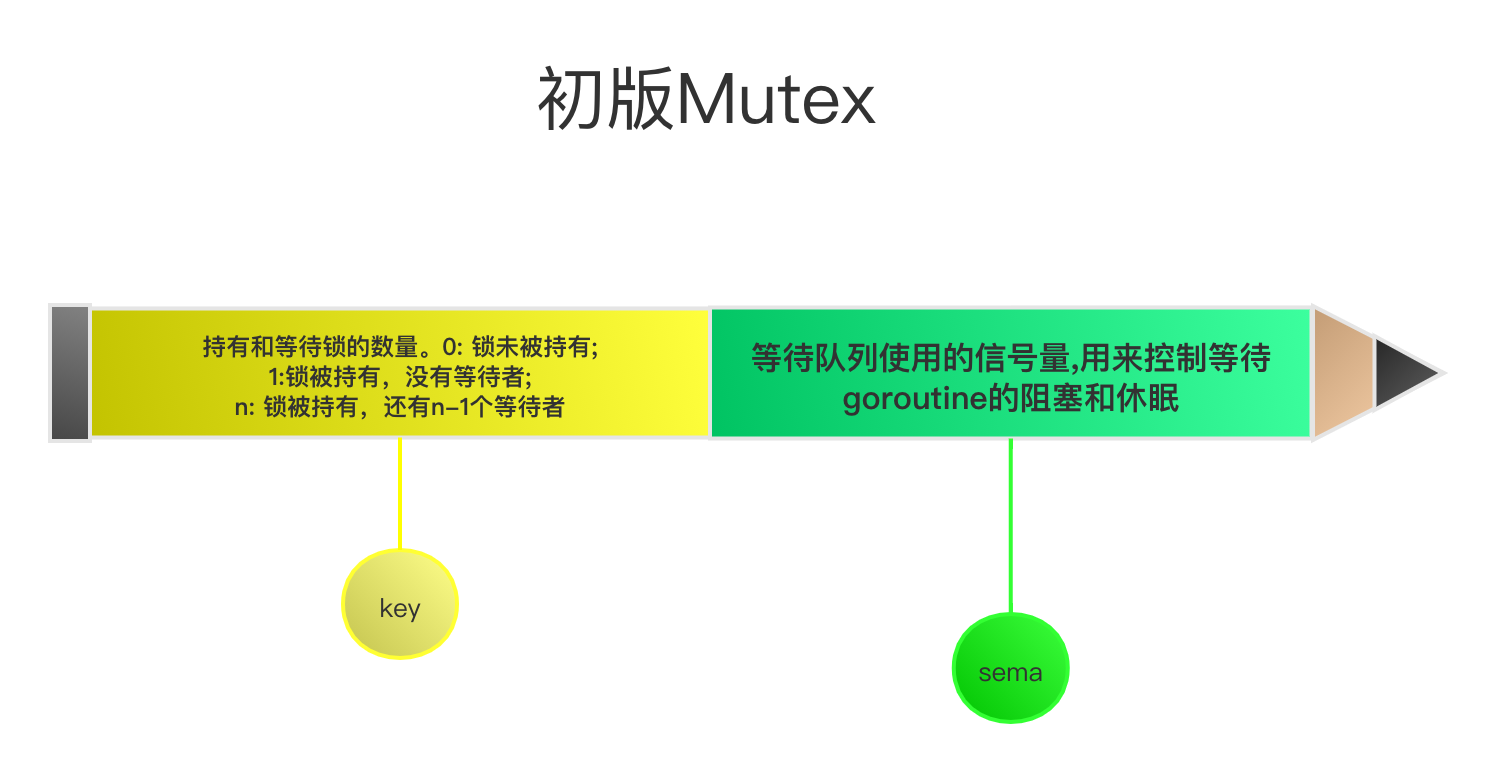 初版Mutex
持有和等待锁的数量。0: 锁未被持有;
1:锁被持有，没有等待者;
n: 锁被持有，还有n-1个等待者
等待队列使用的信号量,用来控制等待
goroutine的阻塞和休眠
key
sema